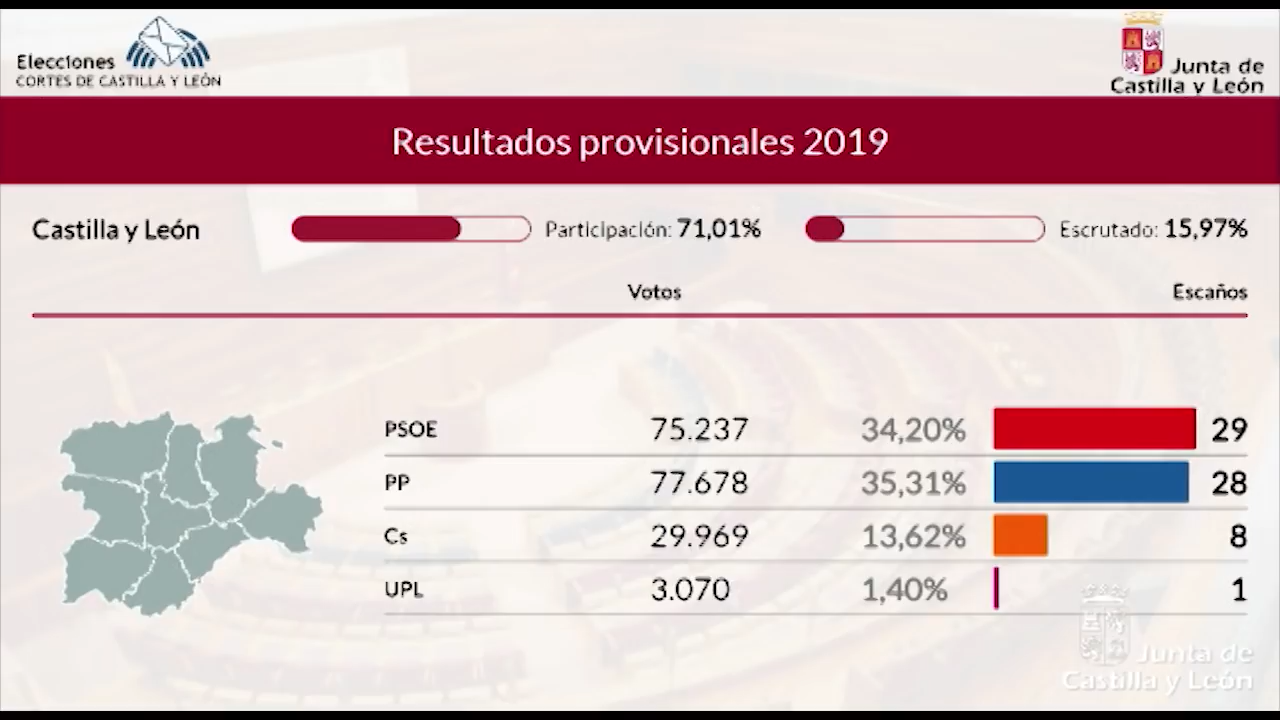 Elecciones
CORTES DE CASTILLA Y LEÓN
Junta de
Castilla y León
Resultados provisionales 2019
Castilla y León Participación: 71,01% Escrutado: 15,97%
Votos Escaños
PSOE 75.237 34,20% 29
PP 77.678 35,31% 28
Cs 29.969 13,62% 8
UPL 3.070 1,40% 1
Junta de
Castilla y León